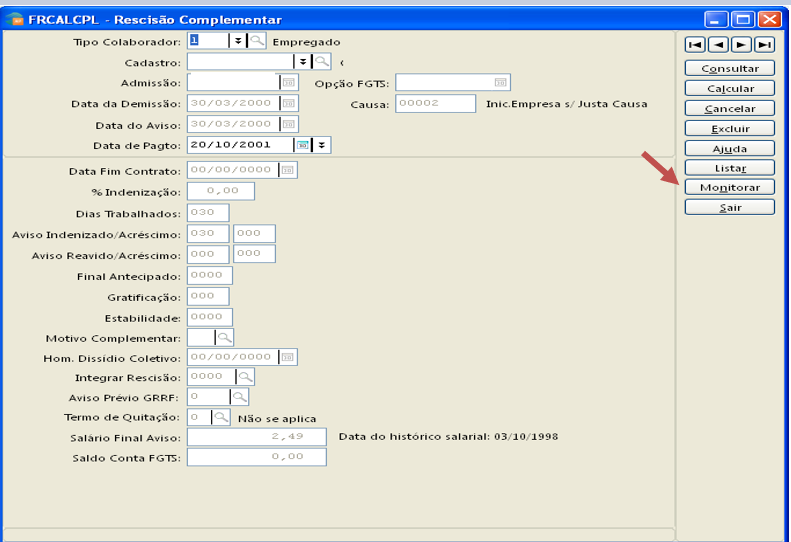 FRCALCPL - Rescisão Complementar
Tipo Colaborador: 1 Empregado
Cadastro:
Admissão: Opção FGTS:
Data da Demissão: 30/03/2000 Causa: 00002 Inic.Empresa s/ Justa Causa
Data do Aviso: 30/03/2000
Data de Pagto: 20/10/2001
Data Fim Contrato: 00/00/0000
% Indenização: 0,00
Dias Trabalhados: 030
Aviso Indenizado/Acréscimo: 030 000
Aviso Reavido/Acréscimo: 000 000
Final Antecipado: 0000
Gratificação: 000
Estabilidade: 0000
Motivo Complementar:
Hom. Dissídio Coletivo: 00/00/0000
Integrar Rescisão: 0000
Aviso Prévio GRRF: 0
Termo de Quitação: 0 Não se aplica
Salário Final Aviso: 2,49 Data do histórico salarial: 03/10/1998
Saldo Conta FGTS: 0,00
Consultar
Calcular
Cancelar
Excluir
Ajuda
Listar
Monitorar
Sair